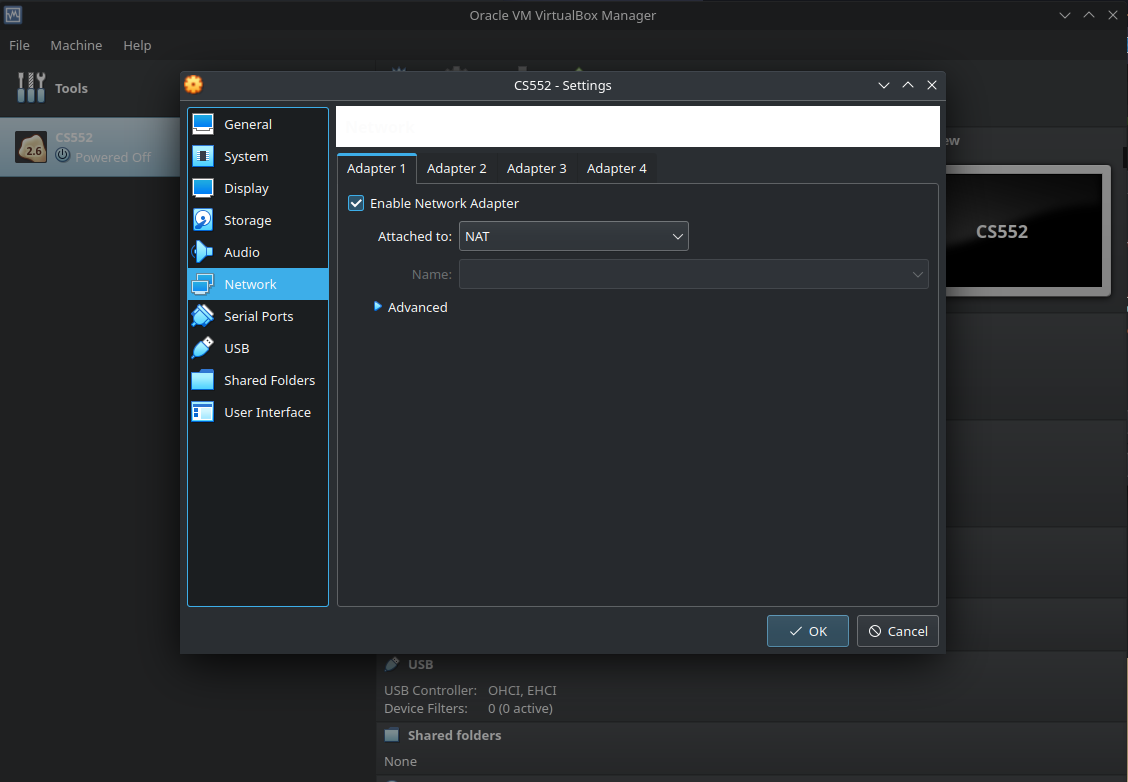 Oracle VM VirtualBox Manager
File Machine Help
Tools
CS552
2.6
Powered Off
CS552 - Settings
General
System
Display
Storage
Audio
Network
Serial Ports
USB
Shared Folders
User Interface
Adapter 1 Adapter 2 Adapter 3 Adapter 4
Enable Network Adapter
Attached to: NAT
Name:
Advanced
OK Cancel
CS552
USB
USB Controller: OHCI, EHCI
Device Filters: 0 (0 active)
Shared folders
None